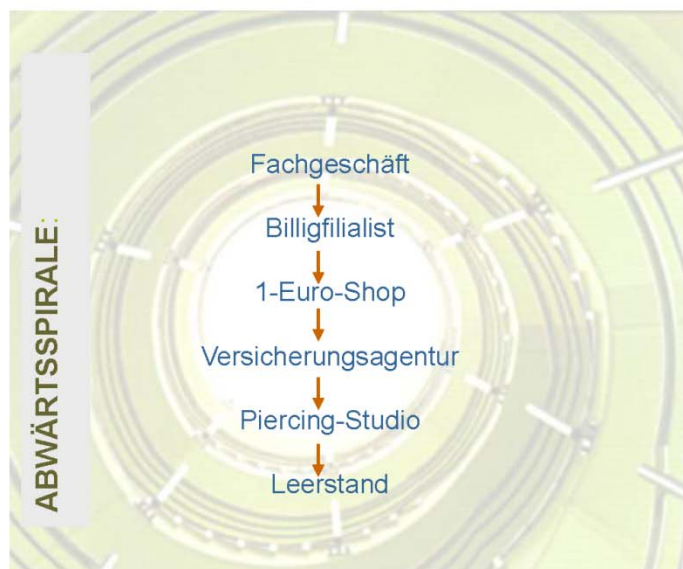 ABWÄRTSSPIRALE:
Fachgeschäft
Billigfilialist
1-Euro-Shop
Versicherungsagentur
Piercing-Studio
Leerstand